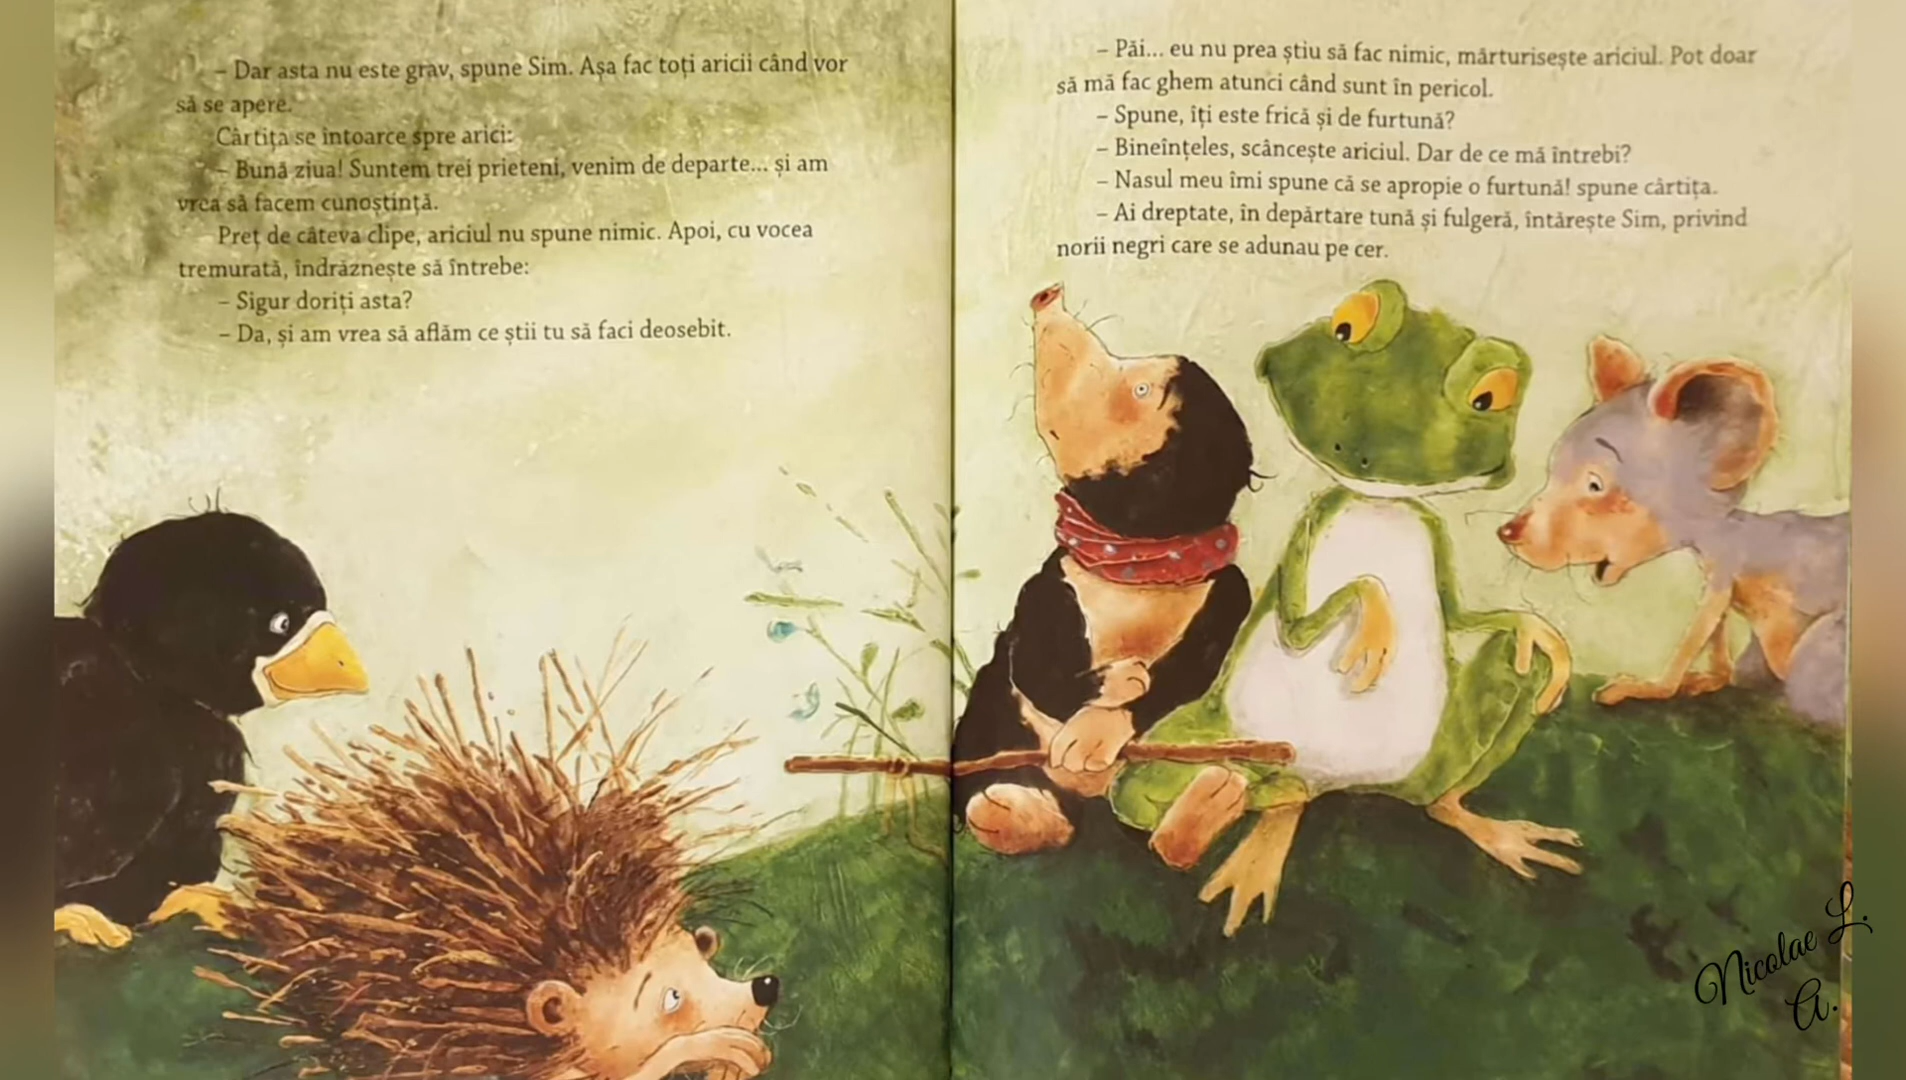 – Dar asta nu este grav, spune Sim. Așa fac toți aricii când vor
să se apere.
Cârtița se întoarce spre arici:
– Bună ziua! Suntem trei prieteni, venim de departe... și am
vrea să facem cunoștință.
Preț de câteva clipe, ariciul nu spune nimic. Apoi, cu vocea
tremurată, îndrăznește să întrebe:
– Sigur doriți asta?
– Da, și am vrea să aflăm ce știi tu să faci deosebit.
– Păi... eu nu prea știu să fac nimic, mărturisește ariciul. Pot doar
să mă fac ghem atunci când sunt în pericol.
– Spune, îți este frică și de furtună?
– Bineînțeles, scâncește ariciul. Dar de ce mă întrebi?
– Nasul meu îmi spune că se apropie o furtună! spune cârtița.
– Ai dreptate, în depărtare tună și fulgeră, întărește Sim, privind
norii negri care se adunau pe cer.
Nicolae L.
A.